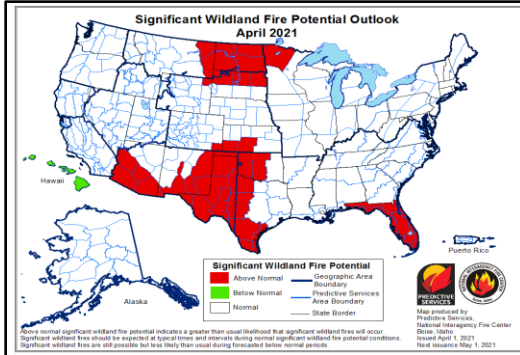 Significant Wildland Fire Potential Outlook
April 2021
Hawaii
Alaska
Puerto Rico
Significant Wildland Fire Potential
Above Normal
Below Normal
Normal
Geographic Area
Boundary
Predictive Services
Area Boundary
State Border
PREDICTIVE
SERVICES
Map produced by
Predictive Services,
National Interagency Fire Center
Boise, Idaho
Issued April 1, 2021
Next issuance May 1, 2021
Above normal significant wildland fire potential indicates a greater than usual likelihood that significant wildland fires will occur.
Significant wildland fires should be expected at typical times and intervals during normal significant wildland fire potential conditions.
Significant wildland fires are still possible but less likely than usual during forecasted below normal periods.